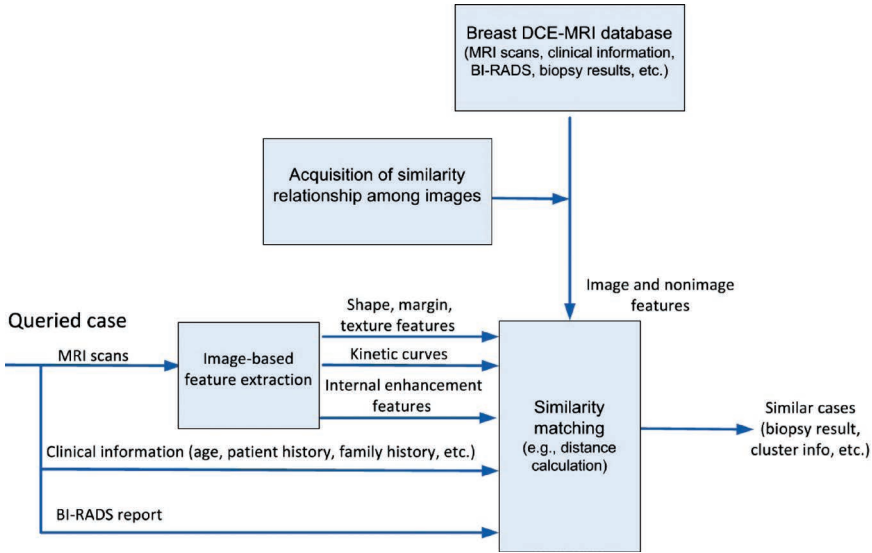 Breast DCE-MRI database
(MRI scans, clinical information,
BI-RADS, biopsy results, etc.)
Acquisition of similarity
relationship among images
Image and nonimage
features
Queried case
MRI scans
Image-based
feature extraction
Shape, margin,
texture features
Kinetic curves
Internal enhancement
features
Clinical information (age, patient history, family history, etc.)
BI-RADS report
Similarity
matching
(e.g., distance
calculation)
Similar cases
(biopsy result,
cluster info, etc.)